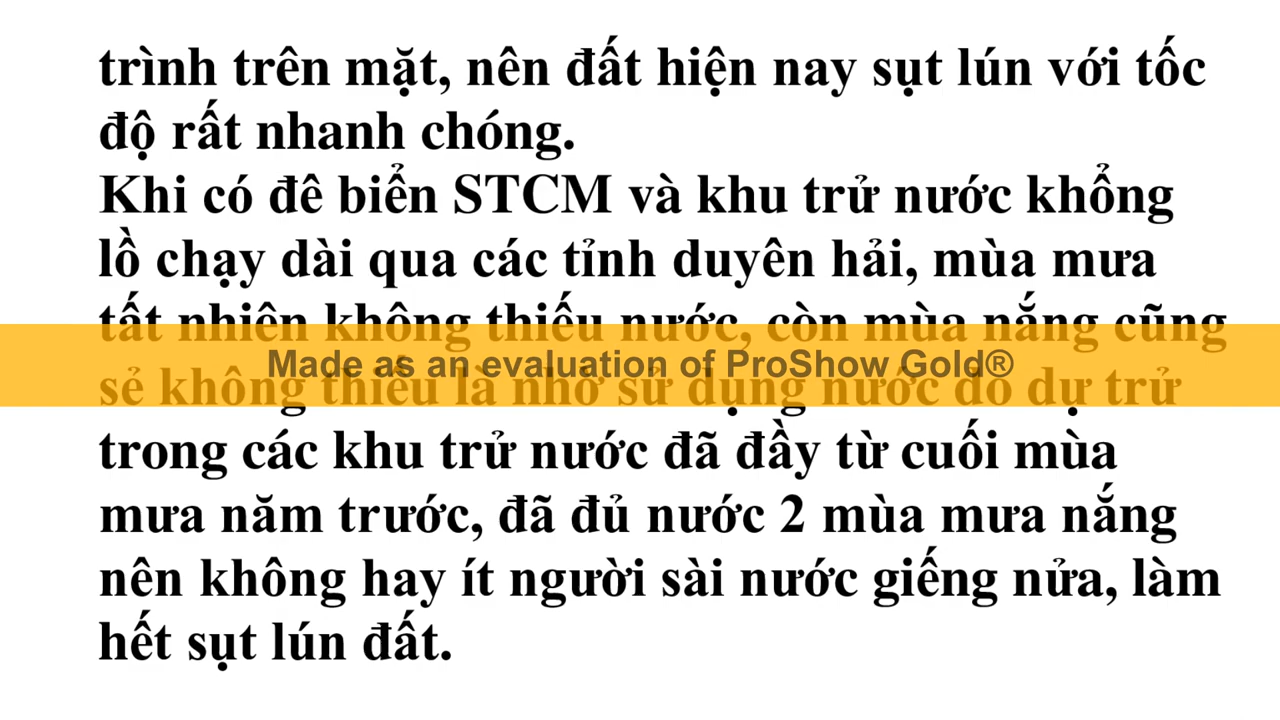 trình trên mặt, nên đất hiện nay sụt lún với tốc
độ rất nhanh chóng.
Khi có đê biển STCM và khu trử nước khổng
lồ chạy dài qua các tỉnh duyên hải, mùa mưa
tất nhiên không thiếu nước, còn mùa nắng cũng
Made as an evaluation of ProShow Gold®
sẻ không thiếu là nhờ sử dụng nước đó dự trử
trong các khu trử nước đã đầy từ cuối mùa
mưa năm trước, đã đủ nước 2 mùa mưa nắng
nên không hay ít người sài nước giếng nửa, làm
hết sụt lún đất.